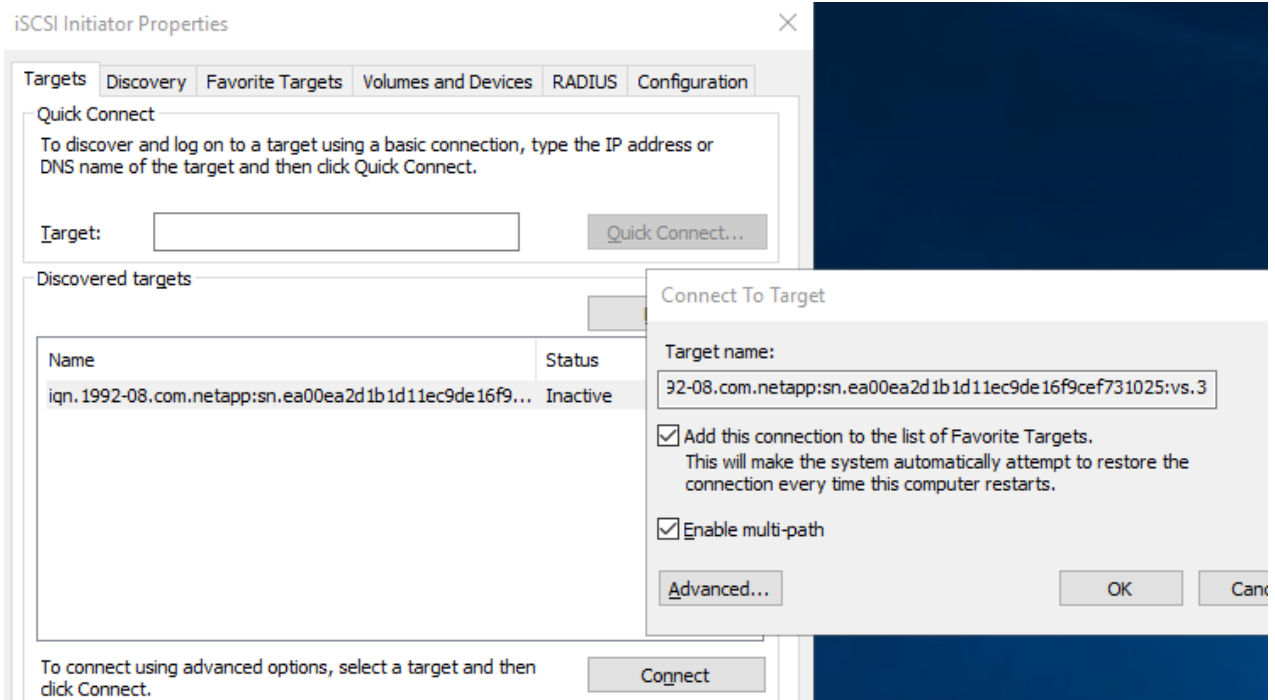 iSCSI Initiator Properties
Targets Discovery Favorite Targets Volumes and Devices RADIUS Configuration
Quick Connect
To discover and log on to a target using a basic connection, type the IP address or
DNS name of the target and then click Quick Connect.
Target:
Quick Connect...
Discovered targets
Name Status
iqn.1992-08.com.netapp:sn.ea00ea2d1b1d11ec9de16f9... Inactive
To connect using advanced options, select a target and then
click Connect.
Connect
Connect To Target
Target name:
92-08.com.netapp:sn.ea00ea2d1b1d11ec9de16f9cef731025:vs.3
Add this connection to the list of Favorite Targets.
This will make the system automatically attempt to restore the
connection every time this computer restarts.
Enable multi-path
Advanced...
OK
Canc